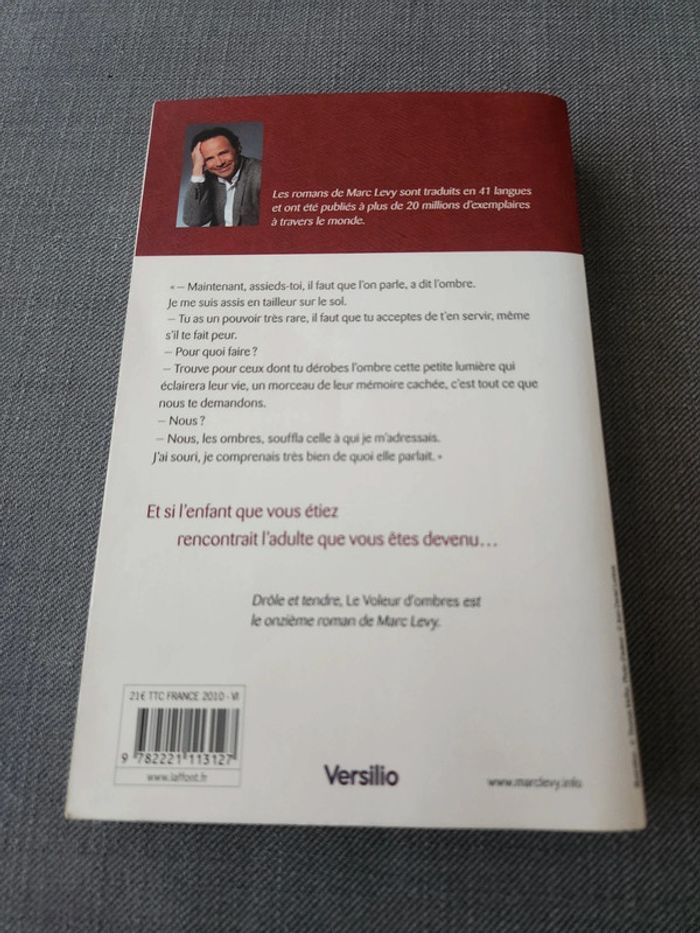 Les romans de Marc Levy sont traduits en 41 langues
et ont été publiés à plus de 20 millions d'exemplaires
à travers le monde.
« – Maintenant, assieds-toi, il faut que l'on parle, a dit l'ombre.
Je me suis assis en tailleur sur le sol.
– Tu as un pouvoir très rare, il faut que tu acceptes de t'en servir, même
s'il te fait peur.
– Pour quoi faire ?
– Trouve pour ceux dont tu dérobes l'ombre cette petite lumière qui
éclairera leur vie, un morceau de leur mémoire cachée, c'est tout ce que
nous te demandons.
– Nous ?
– Nous, les ombres, souffla celle à qui je m'adressais.
J'ai souri, je comprenais très bien de quoi elle parlait. »
Et si l'enfant que vous étiez
rencontrait l'adulte que vous êtes devenu...
Drôle et tendre, Le Voleur d'ombres est
le onzième roman de Marc Levy.
21€ TTC FRANCE 2010 - VI
9 782221 113127
www.laffont.fr
Versilio
www.marclevy.info